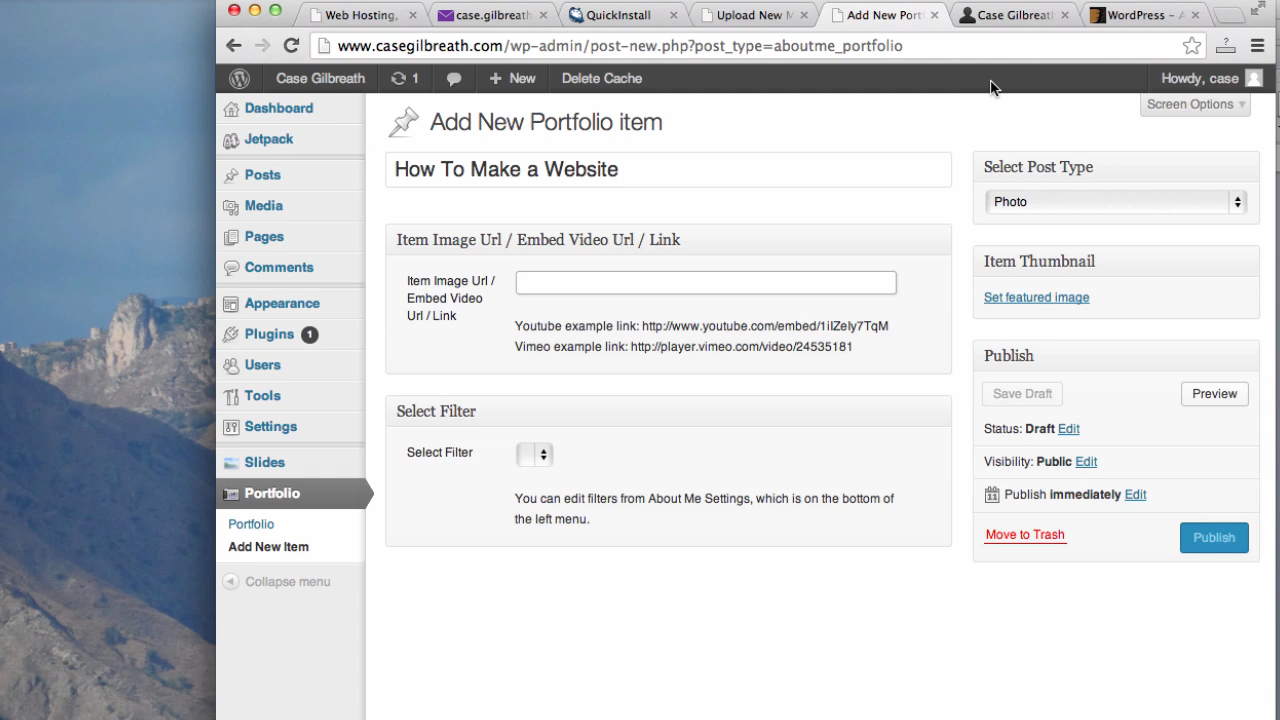 Web Hosting,
case.gilbreath
QuickInstall
Upload New M
Add New Port
Case Gilbreath
WordPress – A
www.casegilbreath.com/wp-admin/post-new.php?post_type=aboutme_portfolio
Case Gilbreath 1 New Delete Cache Howdy, case
Screen Options
Dashboard
Jetpack
Posts
Media
Pages
Comments
Appearance
Plugins 1
Users
Tools
Settings
Slides
Portfolio
Portfolio
Add New Item
Collapse menu
Add New Portfolio item
How To Make a Website
Item Image Url / Embed Video Url / Link
Item Image Url /
Embed Video
Url / Link
Youtube example link: http://www.youtube.com/embed/1iIZeIy7TqM
Vimeo example link: http://player.vimeo.com/video/24535181
Select Filter
Select Filter
You can edit filters from About Me Settings, which is on the bottom of
the left menu.
Select Post Type
Photo
Item Thumbnail
Set featured image
Publish
Save Draft Preview
Status: Draft Edit
Visibility: Public Edit
Publish immediately Edit
Move to Trash Publish